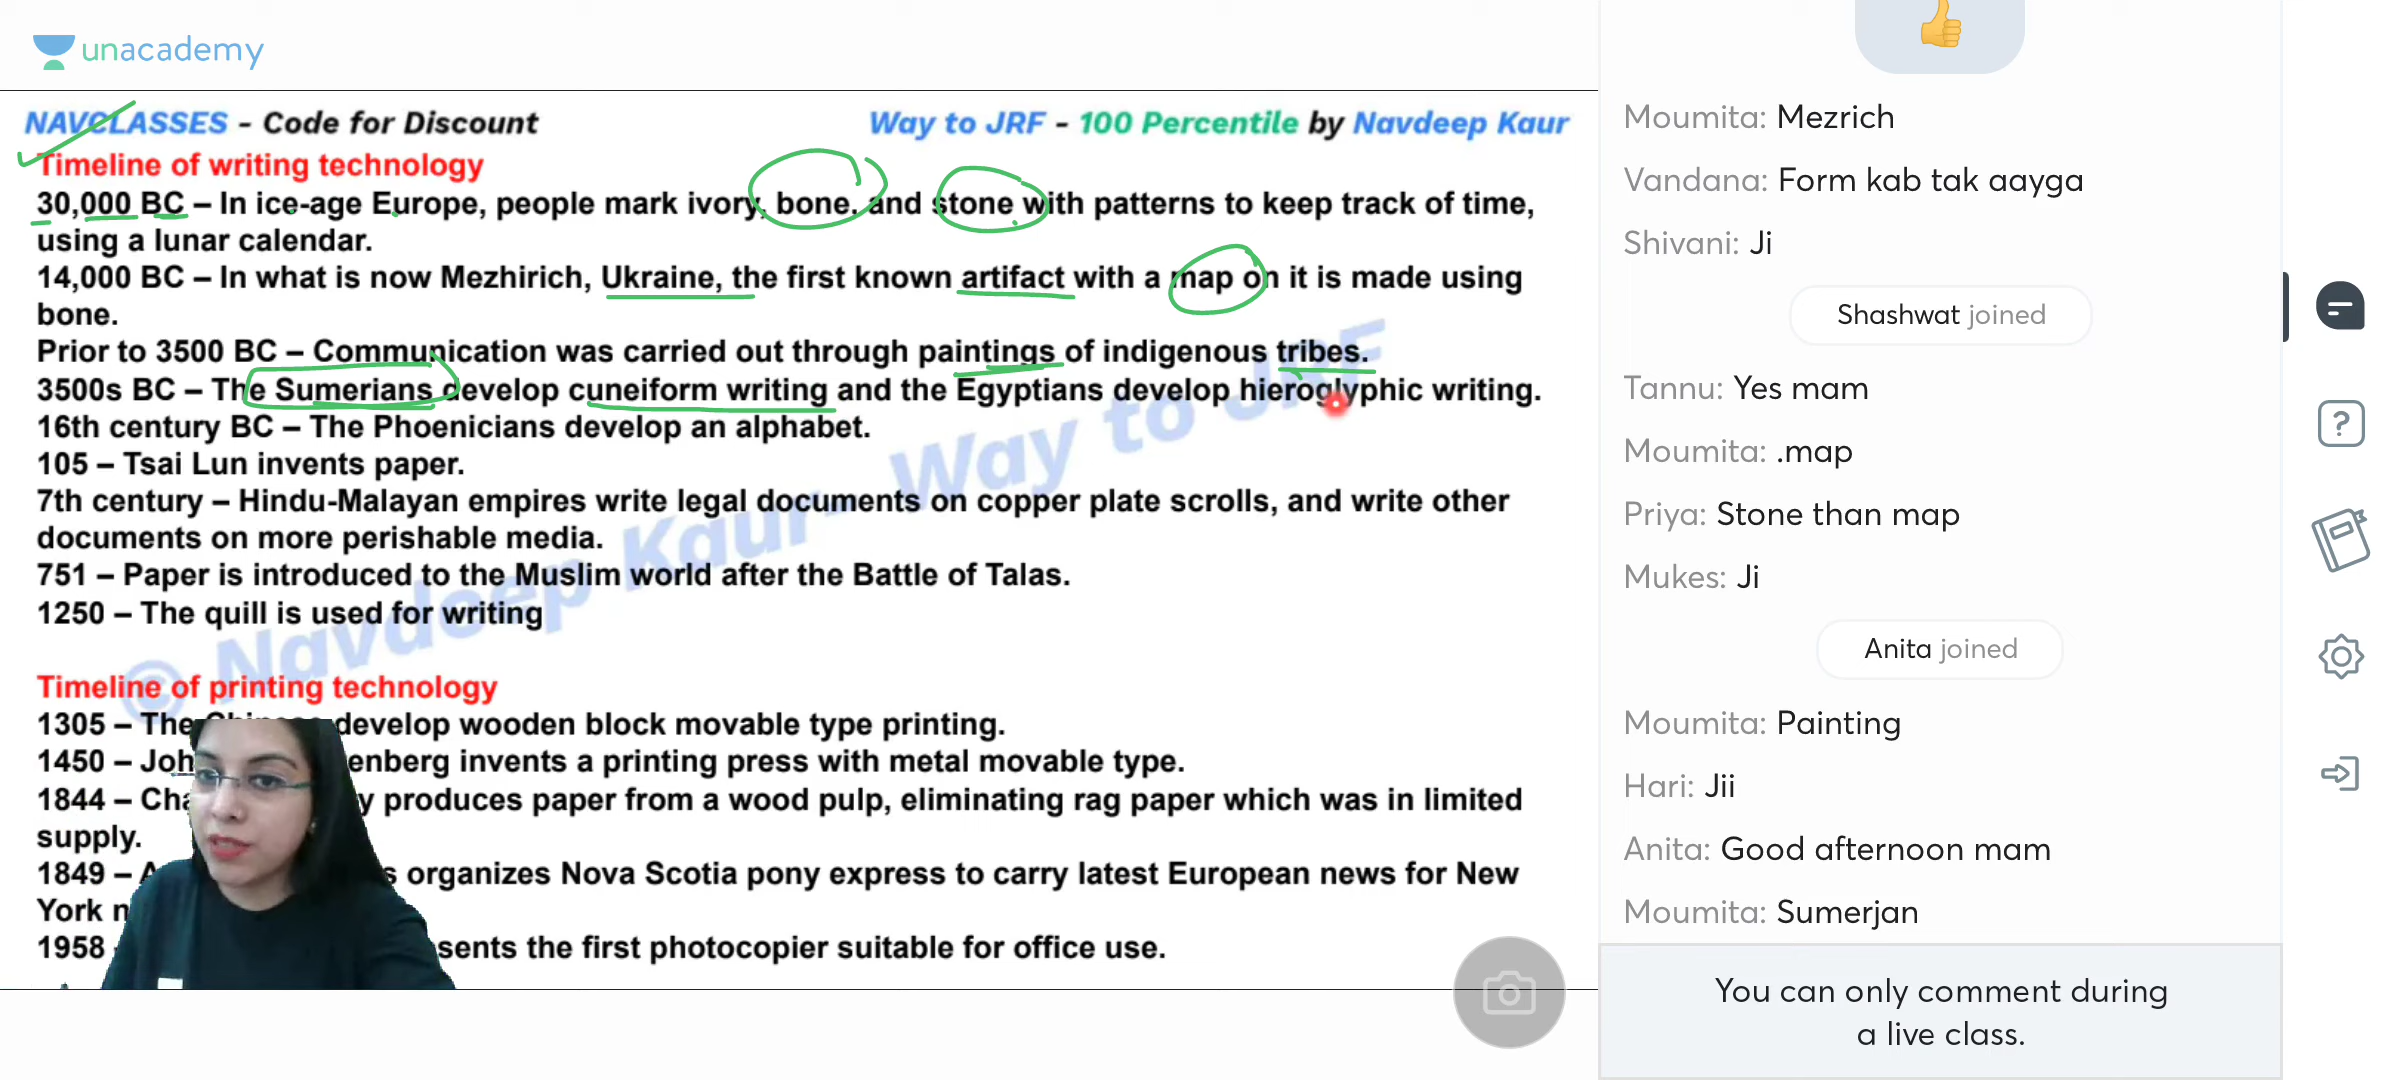 unacademy
NAVCLASSES - Code for Discount
Way to JRF - 100 Percentile by Navdeep Kaur
Timeline of writing technology
30,000 BC – In ice-age Europe, people mark ivory, bone, and stone with patterns to keep track of time,
using a lunar calendar.
14,000 BC – In what is now Mezhirich, Ukraine, the first known artifact with a map on it is made using
bone.
Prior to 3500 BC – Communication was carried out through paintings of indigenous tribes.
3500s BC – The Sumerians develop cuneiform writing and the Egyptians develop hieroglyphic writing.
16th century BC – The Phoenicians develop an alphabet.
105 – Tsai Lun invents paper.
7th century – Hindu-Malayan empires write legal documents on copper plate scrolls, and write other
documents on more perishable media.
751 – Paper is introduced to the Muslim world after the Battle of Talas.
1250 – The quill is used for writing
© Navdeep Kaur- Way to JRF
Timeline of printing technology
1305 – The develop wooden block movable type printing.
1450 – invents a printing press with metal movable type.
1844 – produces paper from a wood pulp, eliminating rag paper which was in limited
supply.
1849 – organizes Nova Scotia pony express to carry latest European news for New
York
1958 the first photocopier suitable for office use.
Moumita: Mezrich
Vandana: Form kab tak aayga
Shivani: Ji
Shashwat joined
Tannu: Yes mam
Moumita: .map
Priya: Stone than map
Mukes: Ji
Anita joined
Moumita: Painting
Hari: Jii
Anita: Good afternoon mam
Moumita: Sumerjan
You can only comment during
a live class.